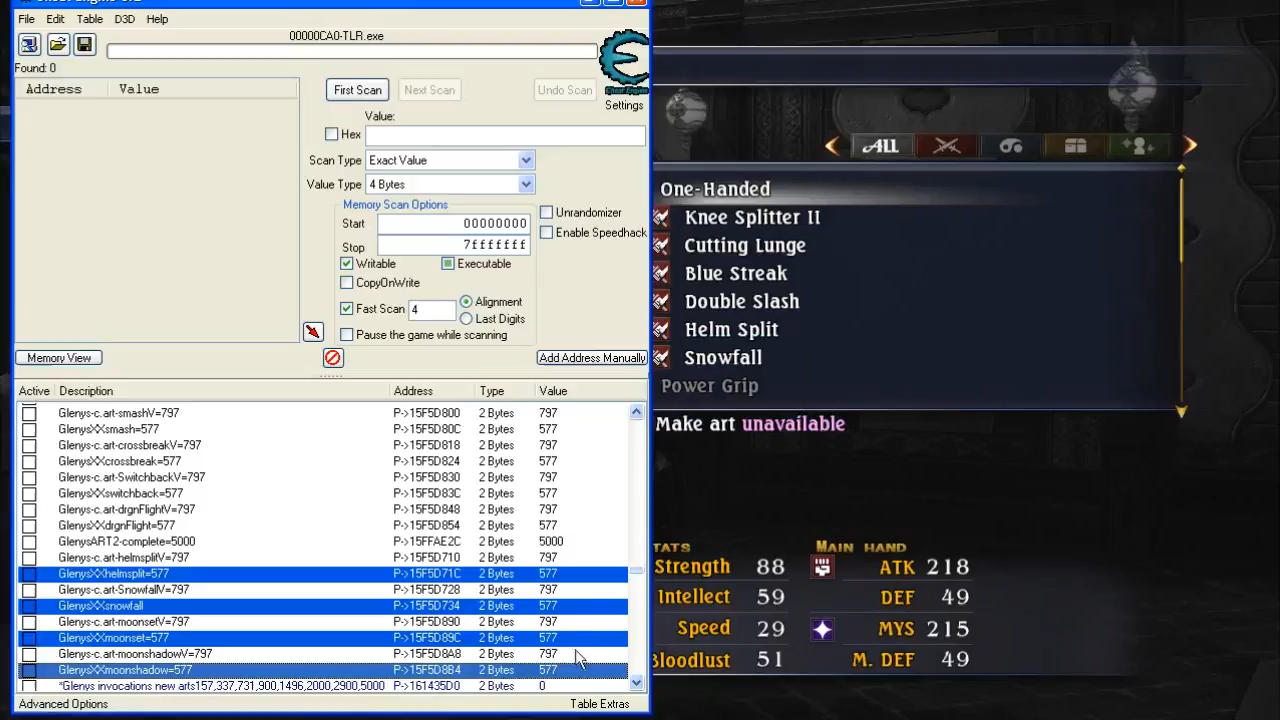 File Edit Table D3D Help
00000CA0-TLR.exe
Found: 0
Address Value
First Scan Next Scan Undo Scan
Cheat Engine
Settings
Value:
Hex
Scan Type Exact Value
Value Type 4 Bytes
Memory Scan Options
Start 00000000
Stop 7fffffff
Unrandomizer
Enable Speedhack
Writable Executable
CopyOnWrite
Fast Scan 4 Alignment
Last Digits
Pause the game while scanning
Memory View Add Address Manually
Active Description Address Type Value
Glenys-c.art-smashV=797 P->15F5D800 2 Bytes 797
GlenysXXsmash=577 P->15F5D80C 2 Bytes 577
Glenys-c.art-crossbreakV=797 P->15F5D818 2 Bytes 797
GlenysXXcrossbreak=577 P->15F5D824 2 Bytes 577
Glenys-c.art-SwitchbackV=797 P->15F5D830 2 Bytes 797
GlenysXXswitchback=577 P->15F5D83C 2 Bytes 577
Glenys-c.art-drgnFlightV=797 P->15F5D848 2 Bytes 797
GlenysXXdrgnFlight=577 P->15F5D854 2 Bytes 577
GlenysART2-complete=5000 P->15FFAE2C 2 Bytes 5000
Glenys-c.art-helmsplitV=797 P->15F5D710 2 Bytes 797
GlenysXXhelmsplit=577 P->15F5D71C 2 Bytes 577
Glenys-c.art-SnowfallV=797 P->15F5D728 2 Bytes 797
GlenysXXsnowfall P->15F5D734 2 Bytes 577
Glenys-c.art-moonsetV=797 P->15F5D890 2 Bytes 797
GlenysXXmoonset=577 P->15F5D89C 2 Bytes 577
Glenys-c.art-moonshadowV=797 P->15F5D8A8 2 Bytes 797
GlenysXXmoonshadow=577 P->15F5D8B4 2 Bytes 577
*Glenys invocations new arts157,337,731,900,1496,2000,2900,5000 P->161435D0 2 Bytes 0
Advanced Options Table Extras
ALL
One-Handed
Knee Splitter II
Cutting Lunge
Blue Streak
Double Slash
Helm Split
Snowfall
Power Grip
Make art unavailable
TATS MAIN HAND
Strength 88 ATK 218
Intellect 59 DEF 49
Speed 29 MYS 215
Bloodlust 51 M. DEF 49